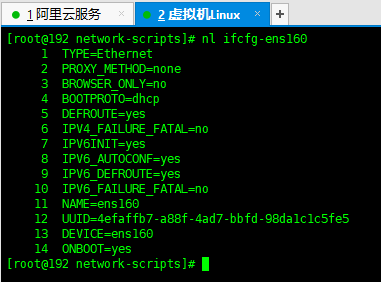 1 阿里云服务
2 虚拟机Linux
[root@192 network-scripts]# nl ifcfg-ens160
1 TYPE=Ethernet
2 PROXY_METHOD=none
3 BROWSER_ONLY=no
4 BOOTPROTO=dhcp
5 DEFROUTE=yes
6 IPV4_FAILURE_FATAL=no
7 IPV6INIT=yes
8 IPV6_AUTOCONF=yes
9 IPV6_DEFROUTE=yes
10 IPV6_FAILURE_FATAL=no
11 NAME=ens160
12 UUID=4efaffb7-a88f-4ad7-bbfd-98da1c1c5fe5
13 DEVICE=ens160
14 ONBOOT=yes
[root@192 network-scripts]#